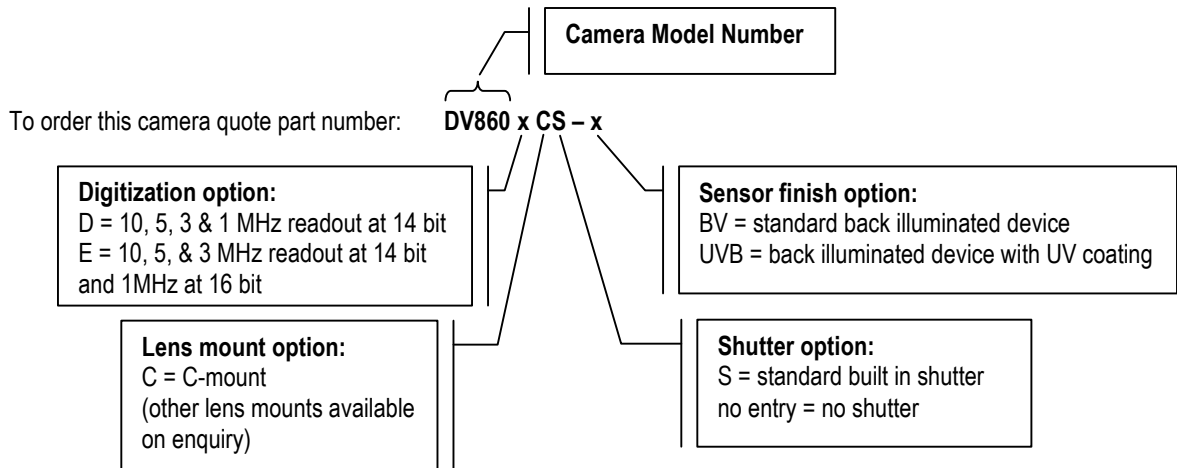 Camera Model Number
To order this camera quote part number: DV860 x CS – x
Digitization option:
D = 10, 5, 3 & 1 MHz readout at 14 bit
E = 10, 5, & 3 MHz readout at 14 bit
and 1MHz at 16 bit
Sensor finish option:
BV = standard back illuminated device
UVB = back illuminated device with UV coating
Lens mount option:
C = C-mount
(other lens mounts available
on enquiry)
Shutter option:
S = standard built in shutter
no entry = no shutter